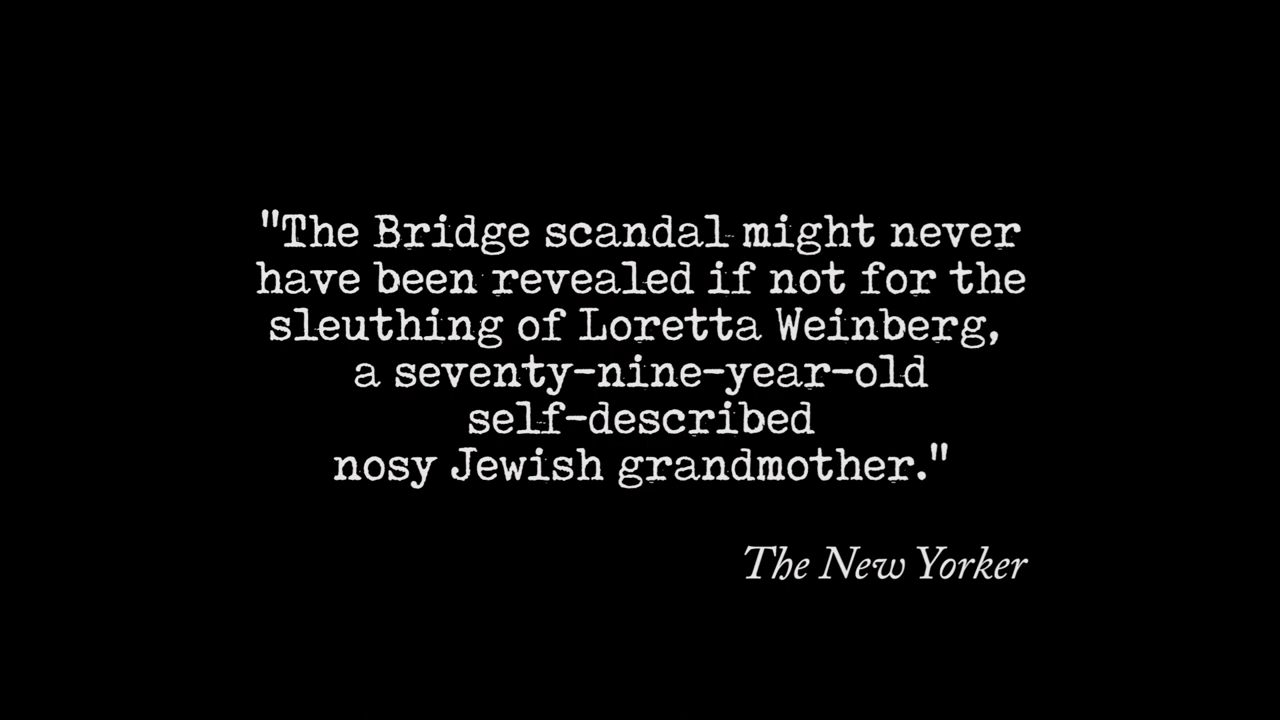 "The Bridge scandal might never
have been revealed if not for the
sleuthing of Loretta Weinberg,
a seventy-nine-year-old
self-described
nosy Jewish grandmother."
The New Yorker